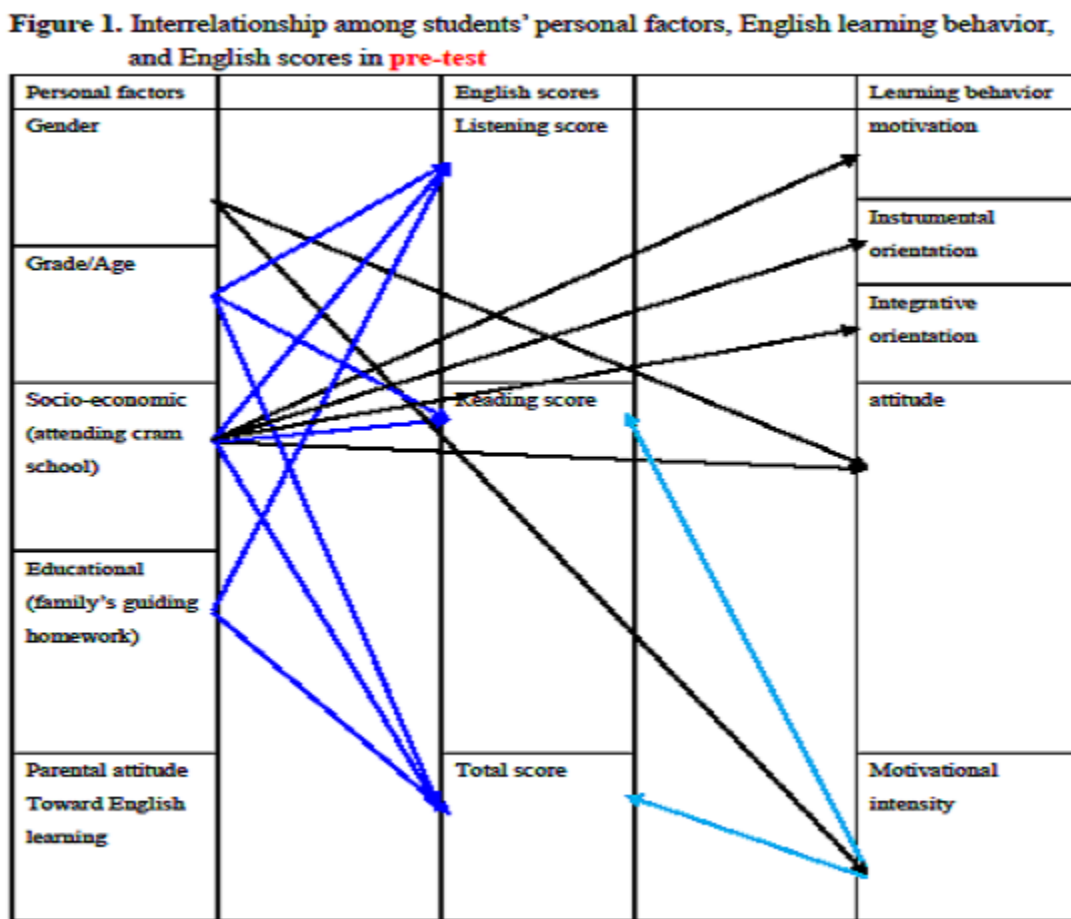 Figure 1. Interrelationship among students' personal factors, English learning behavior,
and English scores in pre-test
Personal factors
English scores
Learning behavior
Gender
Listening score
motivation
Instrumental
orientation
Grade/Age
Integrative
orientation
Socio-economic
(attending cram
school)
Reading score
attitude
Educational
(family's guiding
homework)
Parental attitude
Toward English
learning
Total score
Motivational
intensity